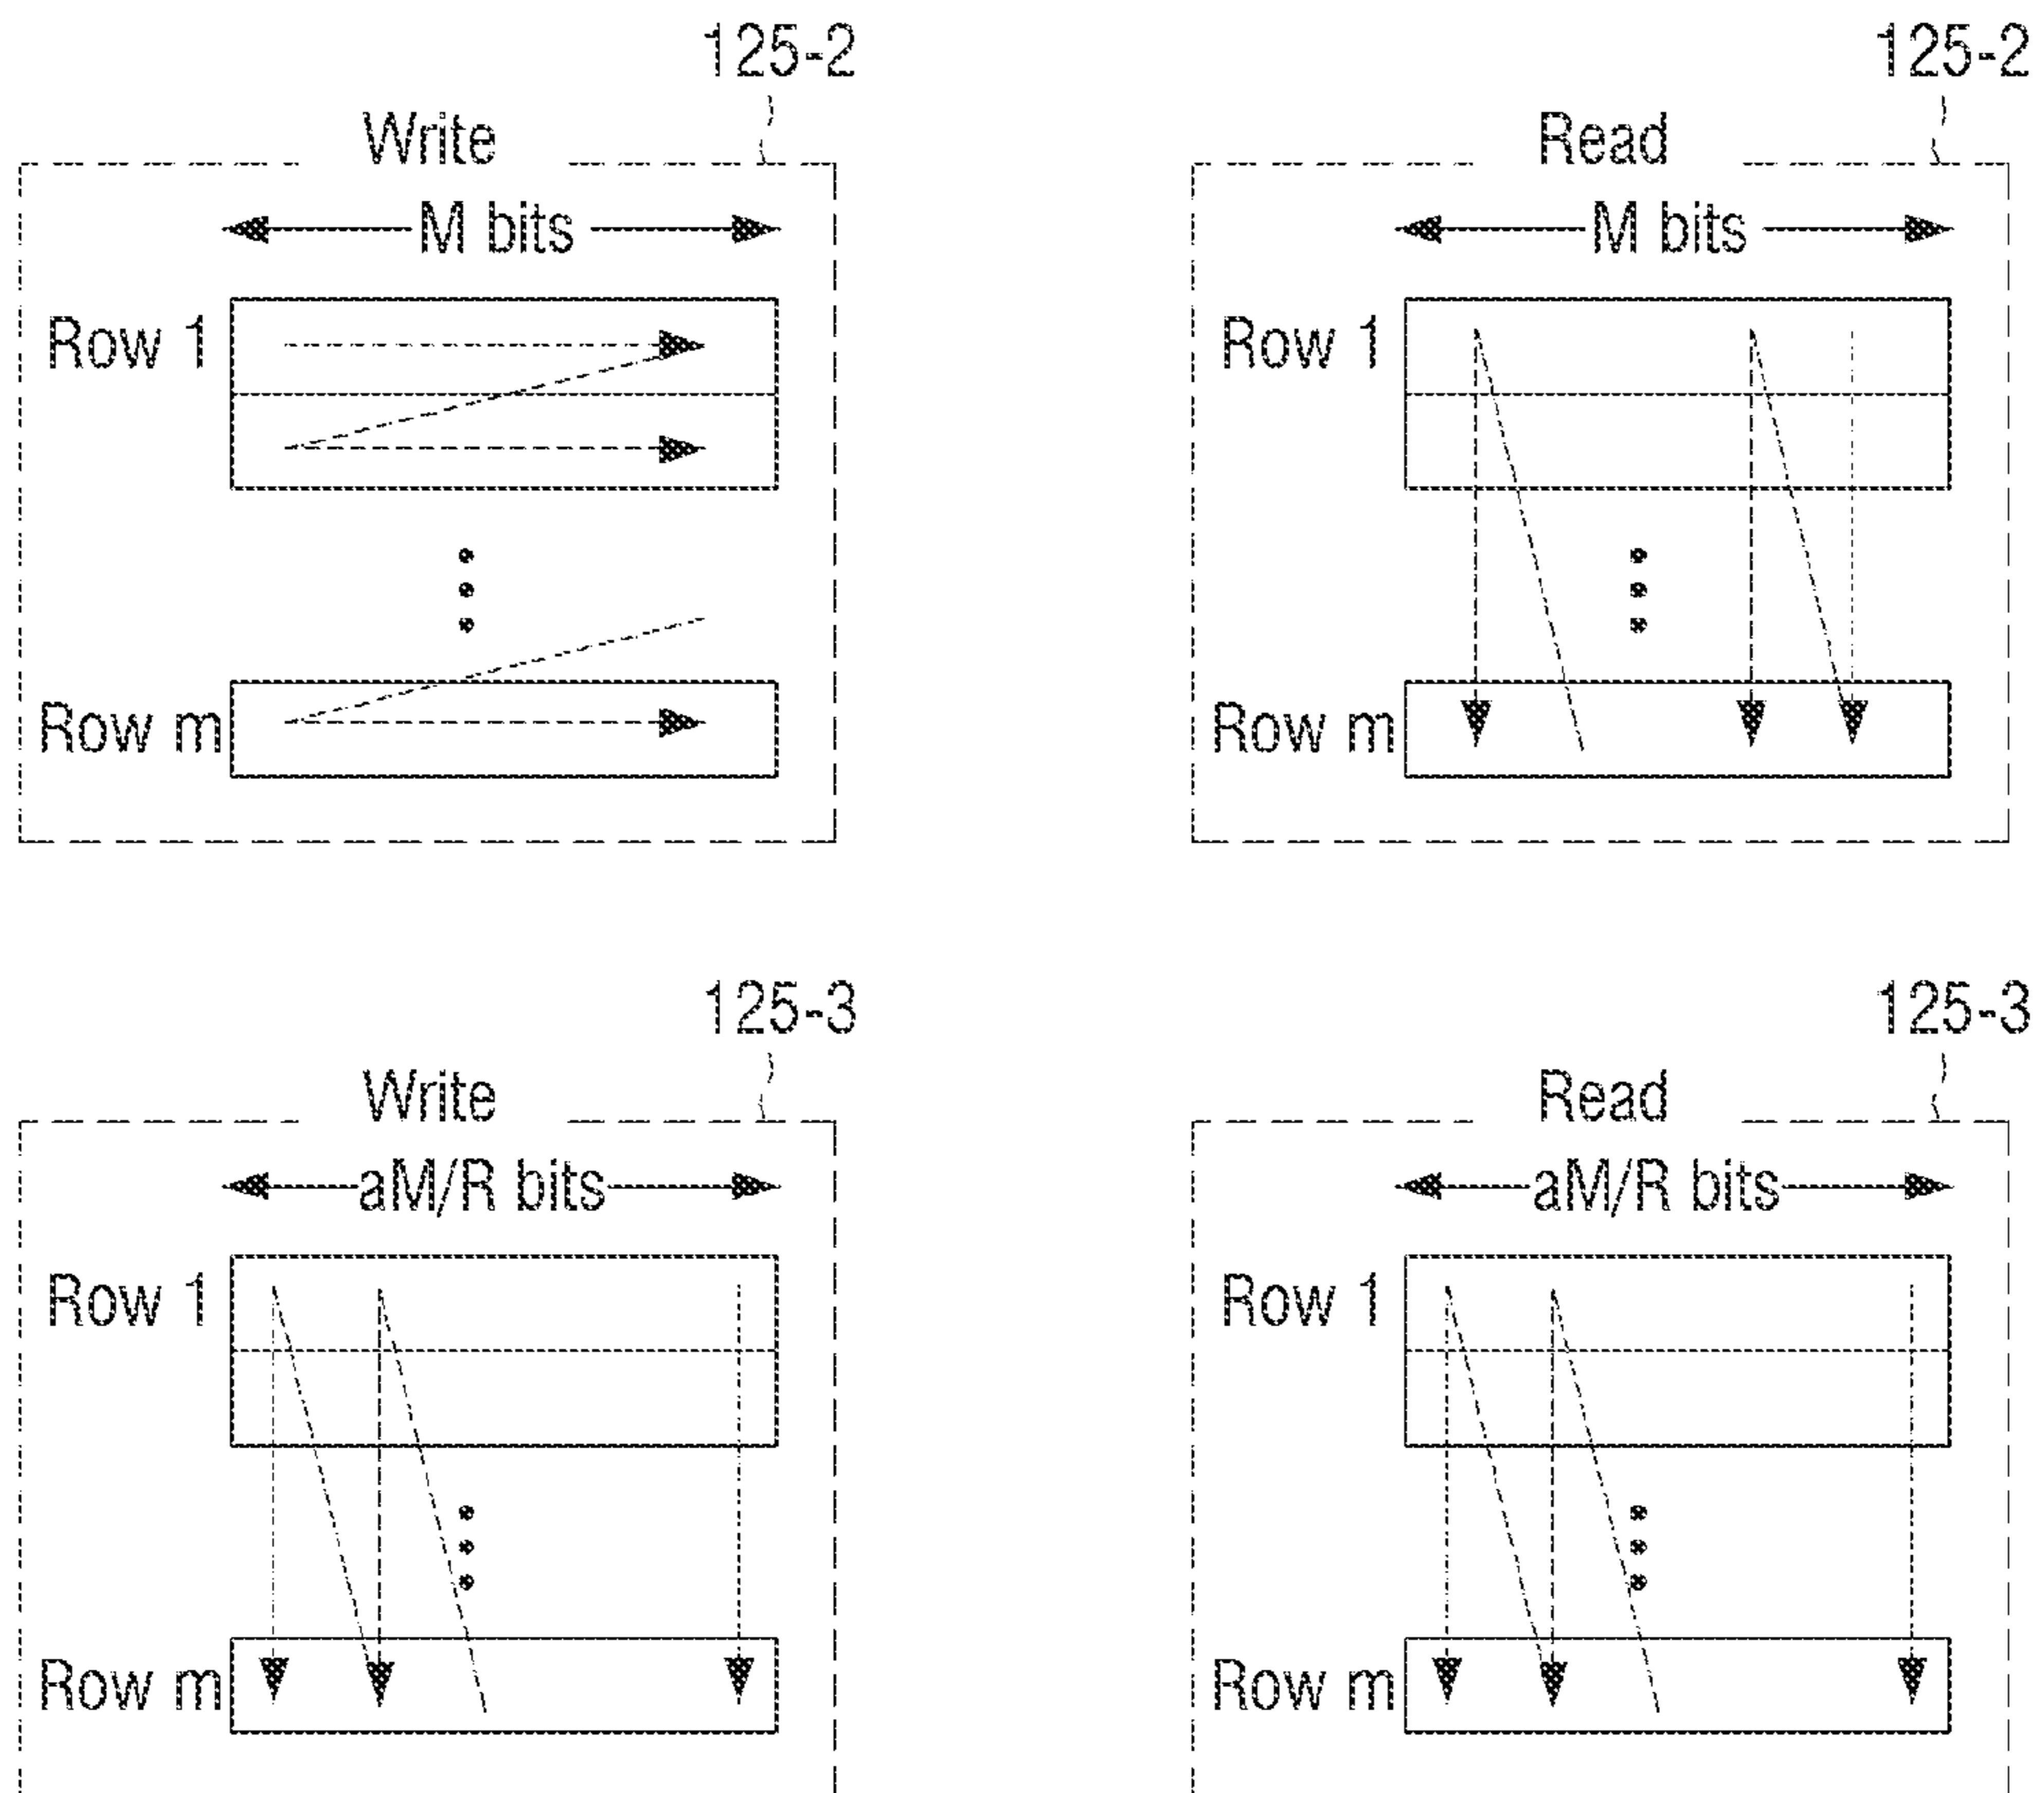 125-2
Write
M bits
Row 1
Row m
125-2
Read
M bits
Row 1
Row m
125-3
Write
aM/R bits
Row 1
Row m
125-3
Read
aM/R bits
Row 1
Row m